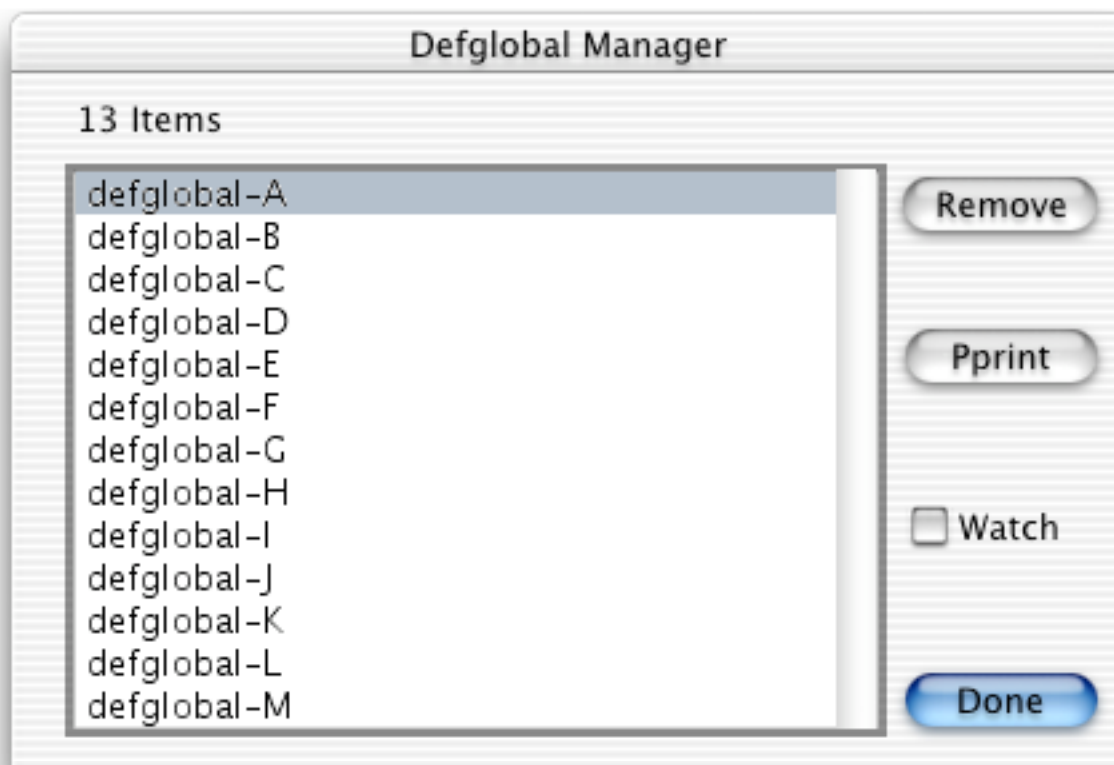 Defglobal Manager
13 Items
defglobal-A
defglobal-B
defglobal-C
defglobal-D
defglobal-E
defglobal-F
defglobal-G
defglobal-H
defglobal-I
defglobal-J
defglobal-K
defglobal-L
defglobal-M
Remove
Pprint
Watch
Done